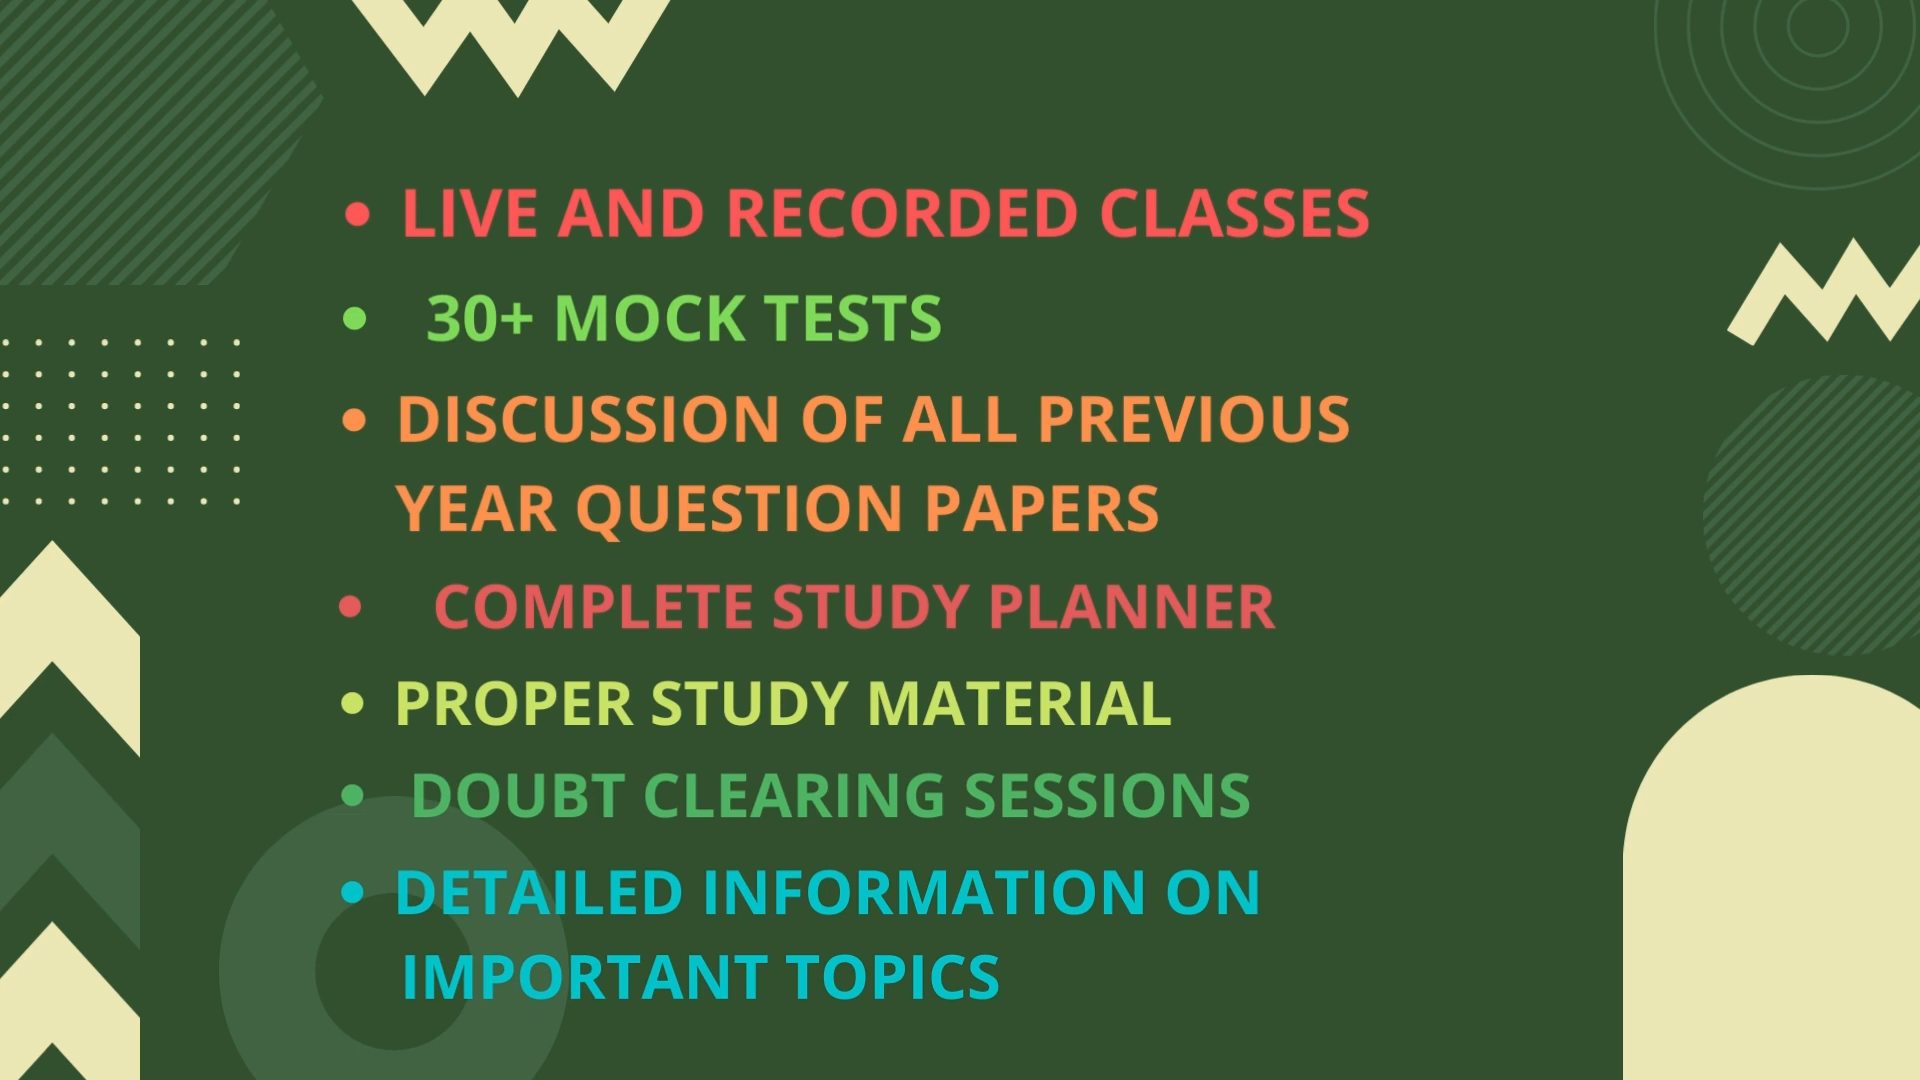 • LIVE AND RECORDED CLASSES
• 30+ MOCK TESTS
• DISCUSSION OF ALL PREVIOUS
YEAR QUESTION PAPERS
• COMPLETE STUDY PLANNER
• PROPER STUDY MATERIAL
• DOUBT CLEARING SESSIONS
• DETAILED INFORMATION ON
IMPORTANT TOPICS